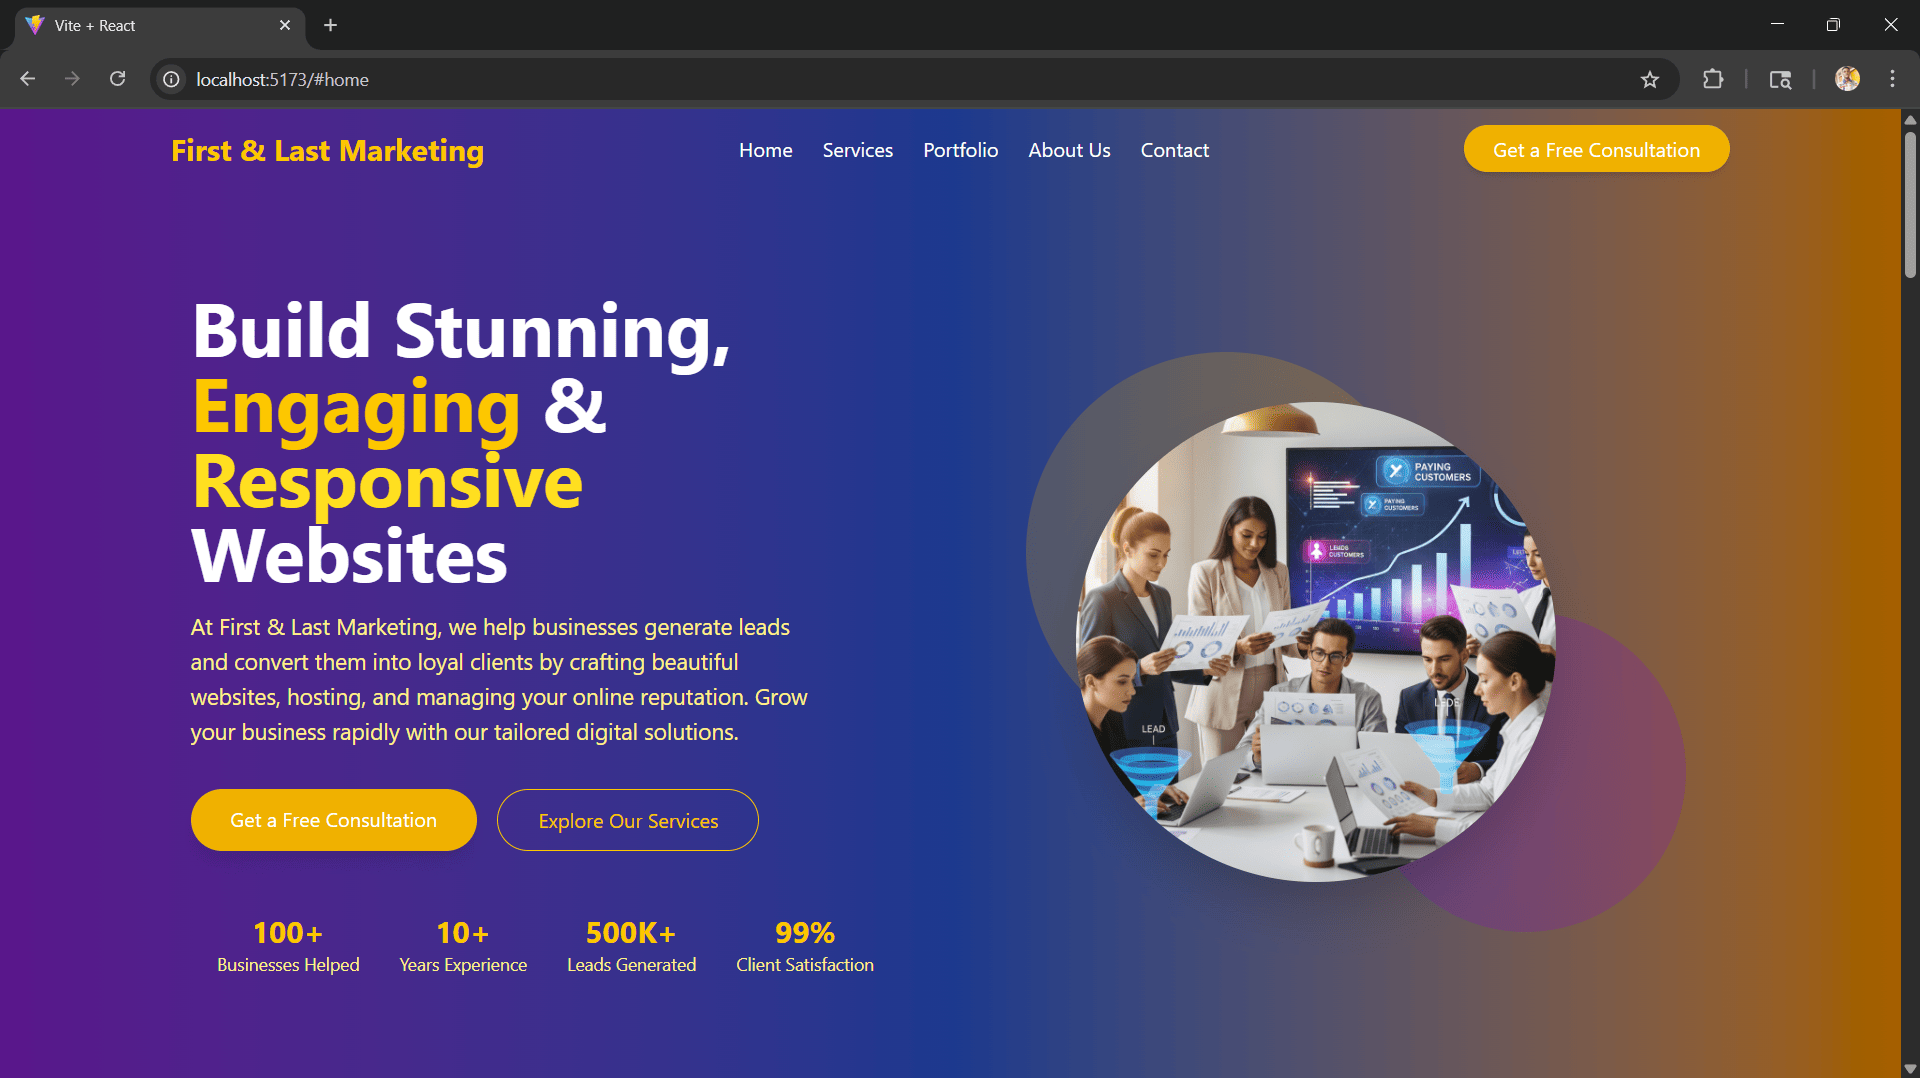 Vite + React
localhost:5173/#home
First & Last Marketing
Home
Services
Portfolio
About Us
Contact
Get a Free Consultation
Build Stunning,
Engaging &
Responsive
Websites
At First & Last Marketing, we help businesses generate leads
and convert them into loyal clients by crafting beautiful
websites, hosting, and managing your online reputation. Grow
your business rapidly with our tailored digital solutions.
Get a Free Consultation
Explore Our Services
100+
Businesses Helped
10+
Years Experience
500K+
Leads Generated
99%
Client Satisfaction
PAYING
CUSTOMERS
PAYING
CUSTOMERS
LEADS
CUSTOMERS
LEAD